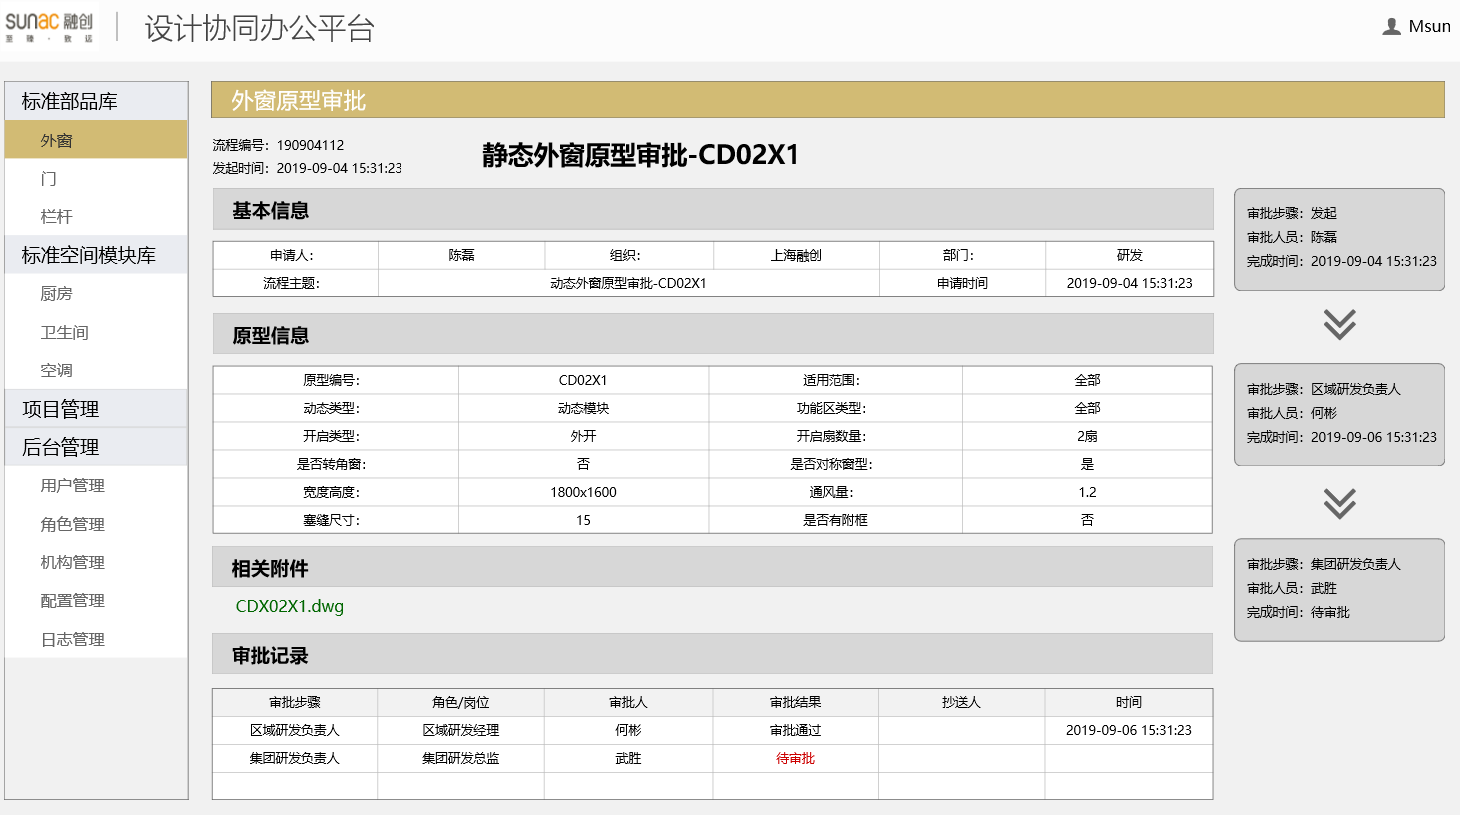 sunac 融创
至 臻 · 致 远
设计协同办公平台
Msun
标准部品库
外窗
门
栏杆
标准空间模块库
厨房
卫生间
空调
项目管理
后台管理
用户管理
角色管理
机构管理
配置管理
日志管理
外窗原型审批
流程编号：190904112
发起时间：2019-09-04 15:31:23
静态外窗原型审批-CD02X1
基本信息
申请人： 陈磊 组织： 上海融创 部门： 研发
流程主题： 动态外窗原型审批-CD02X1 申请时间 2019-09-04 15:31:23
原型信息
原型编号： CD02X1 适用范围： 全部
动态类型： 动态模块 功能区类型： 全部
开启类型： 外开 开启扇数量： 2扇
是否转角窗： 否 是否对称窗型： 是
宽度高度： 1800x1600 通风量： 1.2
塞缝尺寸： 15 是否有附框 否
相关附件
CDX02X1.dwg
审批记录
审批步骤 角色/岗位 审批人 审批结果 抄送人 时间
区域研发负责人 区域研发经理 何彬 审批通过 2019-09-06 15:31:23
集团研发负责人 集团研发总监 武胜 待审批
审批步骤：发起
审批人员：陈磊
完成时间：2019-09-04 15:31:23
审批步骤：区域研发负责人
审批人员：何彬
完成时间：2019-09-06 15:31:23
审批步骤：集团研发负责人
审批人员：武胜
完成时间：待审批